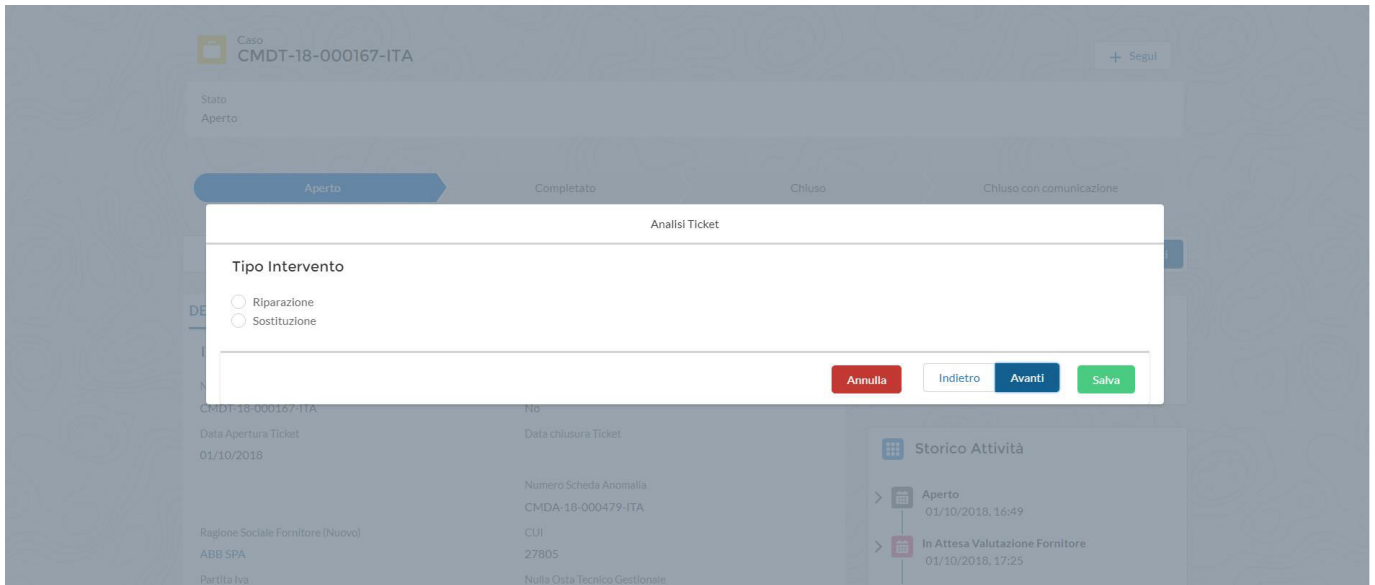 Caso
CMDT-18-000167-ITA
+ Segui
Stato
Aperto
Aperto
Completato
Chiuso
Chiuso con comunicazione
Analisi Ticket
Tipo Intervento
DE
Riparazione
Sostituzione
Annulla
Indietro
Avanti
Salva
CMDT-18-000167-ITA
No
Data Apertura Ticket
Data chiusura Ticket
01/10/2018
Storico Attività
Numero Scheda Anomalia
CMDA-18-000479-ITA
Aperto
01/10/2018, 16:49
Ragione Sociale Fornitore (Nuovo)
CUI
ABB SPA
27805
In Attesa Valutazione Fornitore
01/10/2018, 17:25
Partita Iva
Nulla Osta Tecnico Gestionale